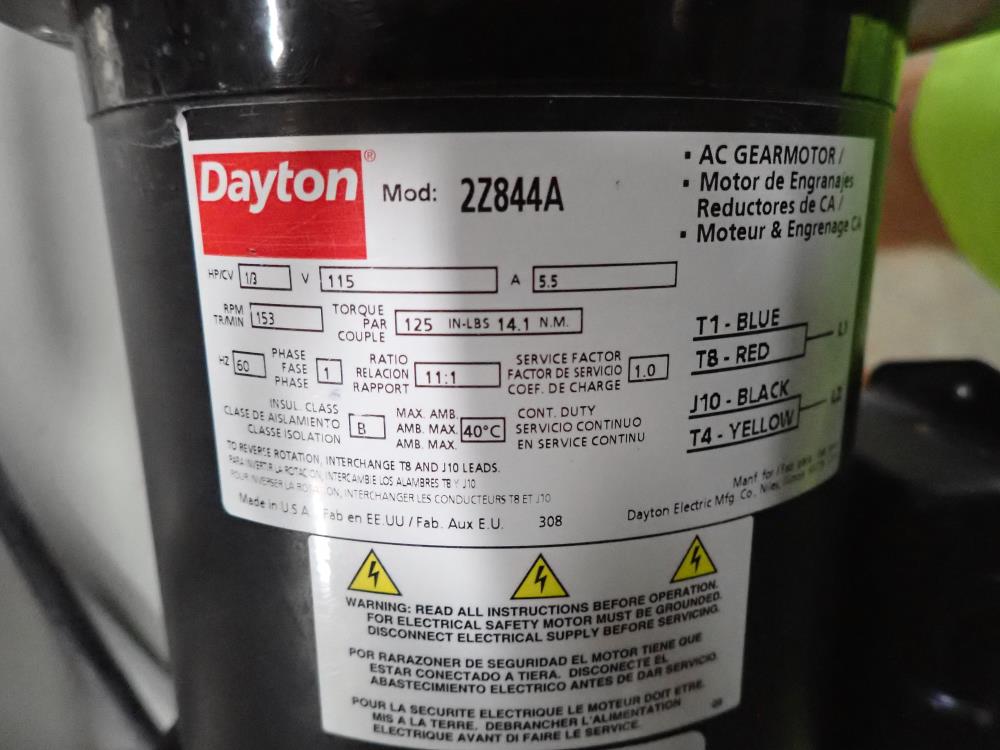 Dayton®
Mod: 2Z844A
▪ AC GEARMOTOR /
▪ Motor de Engranajes
Reductores de CA /
▪ Moteur & Engrenage CA
HP/CV 1/3 V 115 A 5.5
RPM
TR/MIN 153
TORQUE
PAR
COUPLE
125 IN-LBS 14.1 N.M.
HZ 60
PHASE
FASE
PHASE
1
RATIO
RELACION
RAPPORT
11:1
SERVICE FACTOR
FACTOR DE SERVICIO
COEF. DE CHARGE
1.0
INSUL. CLASS
CLASE DE AISLAMIENTO
CLASSE ISOLATION
B
MAX. AMB.
AMB. MAX.
AMB. MAX.
40°C
CONT. DUTY
SERVICIO CONTINUO
EN SERVICE CONTINU
T1 - BLUE
T8 - RED
L1
J10 - BLACK
T4 - YELLOW
L2
TO REVERSE ROTATION, INTERCHANGE T8 AND J10 LEADS.
PARA INVERTIR LA ROTACION, INTERCAMBIE LOS ALAMBRES T8 Y J10
POUR INVERSER LA ROTATION, INTERCHANGER LES CONDUCTEURS T8 ET J10
Made in U.S.A. Fab en EE.UU / Fab. Aux E.U. 308
Manf. for / Fab. para
Dayton Electric Mfg. Co., Niles, Illinois
WARNING: READ ALL INSTRUCTIONS BEFORE OPERATION.
FOR ELECTRICAL SAFETY MOTOR MUST BE GROUNDED.
DISCONNECT ELECTRICAL SUPPLY BEFORE SERVICING.
POR RARAZONER DE SEGURIDAD EL MOTOR TIENE QUE
ESTAR CONECTADO A TIERA. DISCONECTE EL
ABASTECIMIENTO ELECTRICO ANTES DE DAR SERVICIO.
POUR LA SECURITE ELECTRIQUE LE MOTEUR DOIT ETRE
MIS A LA TERRE. DEBRANCHER L'ALIMENTATION
ELECTRIQUE AVANT DI FAIRE LE SERVICE.